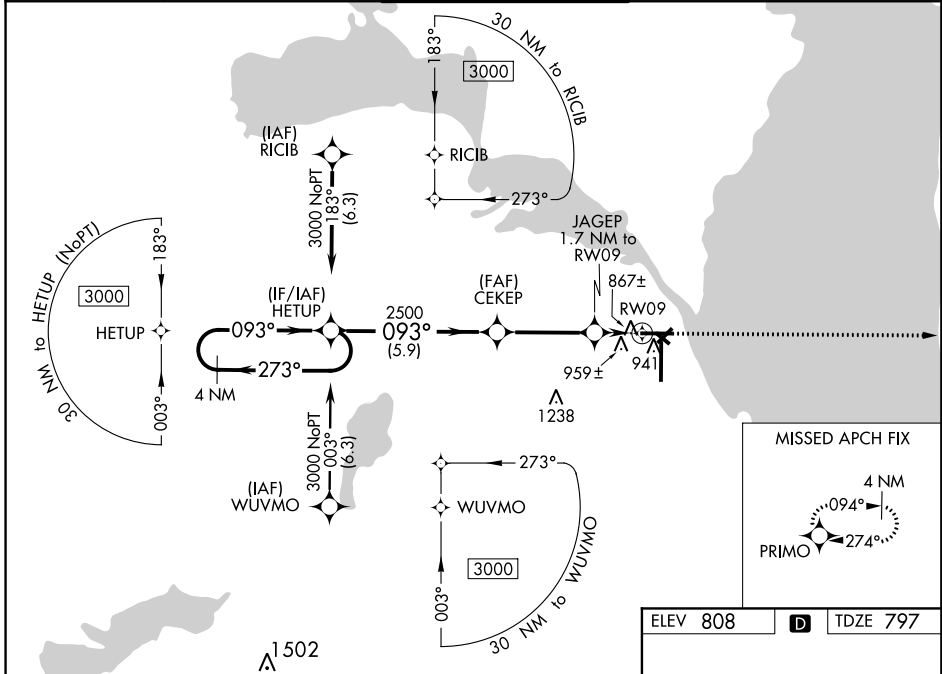 30 NM to RICIB
183°
3000
RICIB
273°
(IAF)
RICIB
3000 NoPT
183°
(6.3)
30 NM to HETUP (NoPT)
183°
3000
HETUP
003°
(IF/IAF)
HETUP
093°
273°
4 NM
2500
093°
(5.9)
(FAF)
CEKEP
JAGEP
1.7 NM to
RW09
867±
RW09
959±
941
1238
3000 NoPT
003°
(6.3)
(IAF)
WUVMO
273°
WUVMO
3000
003°
30 NM to WUVMO
MISSED APCH FIX
4 NM
094°
274°
PRIMO
1502
ELEV 808 D TDZE 797